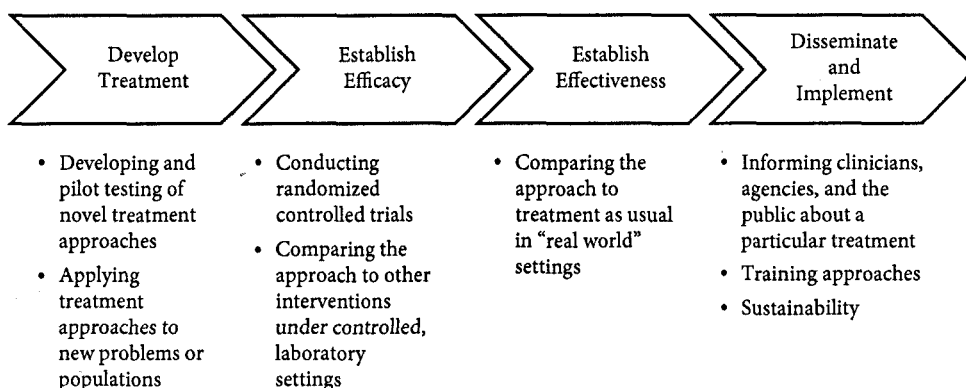 Develop
Treatment
Establish
Efficacy
Establish
Effectiveness
Disseminate
and
Implement
• Developing and
pilot testing of
novel treatment
approaches
• Applying
treatment
approaches to
new problems or
populations
• Conducting
randomized
controlled trials
• Comparing the
approach to other
interventions
under controlled,
laboratory
settings
• Comparing the
approach to
treatment as usual
in “real world”
settings
• Informing clinicians,
agencies, and the
public about a
particular treatment
• Training approaches
• Sustainability